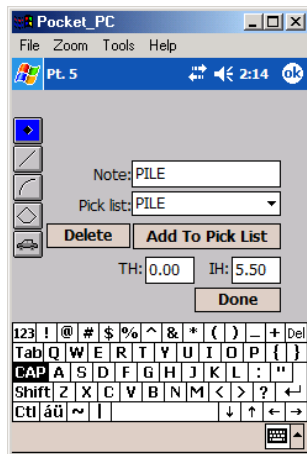 Pocket_PC
File Zoom Tools Help
Pt. 5 2:14 ok
Note: PILE
Pick list: PILE
Delete Add To Pick List
TH: 0.00 IH: 5.50
Done
123 ! @ # $ % ^ & * ( ) _ + Del
Tab Q W E R T Y U I O P { }
CAP A S D F G H J K L : "
Shift Z X C V B N M < > ? ↵
Ctl áü ~ | ↓ ↑ ← →